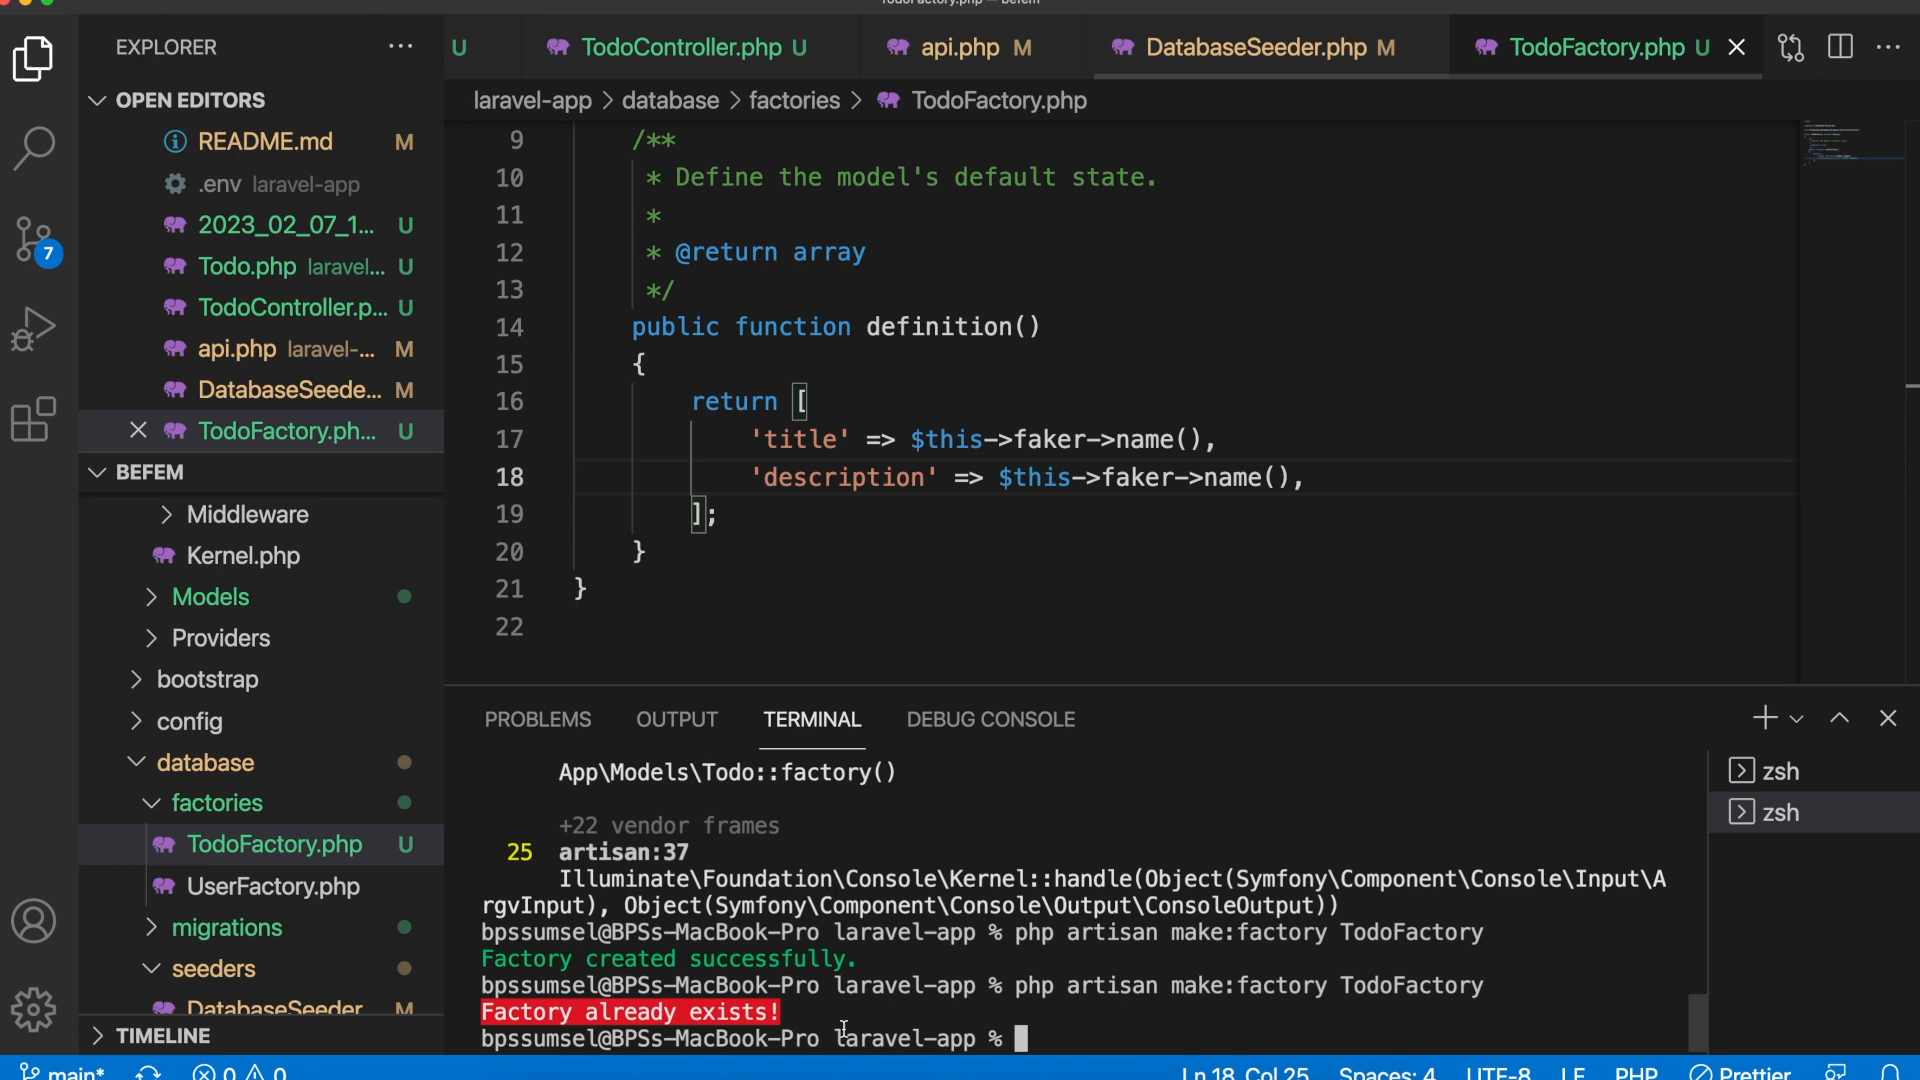 EXPLORER
OPEN EDITORS
README.md M
.env laravel-app
2023_02_07_1... U
Todo.php laravel... U
TodoController.p... U
api.php laravel-... M
DatabaseSeede... M
TodoFactory.ph... U
BEFEM
Middleware
Kernel.php
Models
Providers
bootstrap
config
database
factories
TodoFactory.php U
UserFactory.php
migrations
seeders
DatabaseSeeder M
TIMELINE
7
U TodoController.php U api.php M DatabaseSeeder.php M TodoFactory.php U
laravel-app > database > factories > TodoFactory.php
9 /**
10 * Define the model's default state.
11 *
12 * @return array
13 */
14 public function definition()
15 {
16 return [
17 'title' => $this->faker->name(),
18 'description' => $this->faker->name(),
19 ];
20 }
21 }
22
PROBLEMS OUTPUT TERMINAL DEBUG CONSOLE
App\Models\Todo::factory()
+22 vendor frames
25 artisan:37
Illuminate\Foundation\Console\Kernel::handle(Object(Symfony\Component\Console\Input\A
rgvInput), Object(Symfony\Component\Console\Output\ConsoleOutput))
bpssumsel@BPSs-MacBook-Pro laravel-app % php artisan make:factory TodoFactory
Factory created successfully.
bpssumsel@BPSs-MacBook-Pro laravel-app % php artisan make:factory TodoFactory
Factory already exists!
bpssumsel@BPSs-MacBook-Pro laravel-app %
zsh
zsh
main* 0 0 Ln 18, Col 25 Spaces: 4 UTF-8 LF PHP Prettier